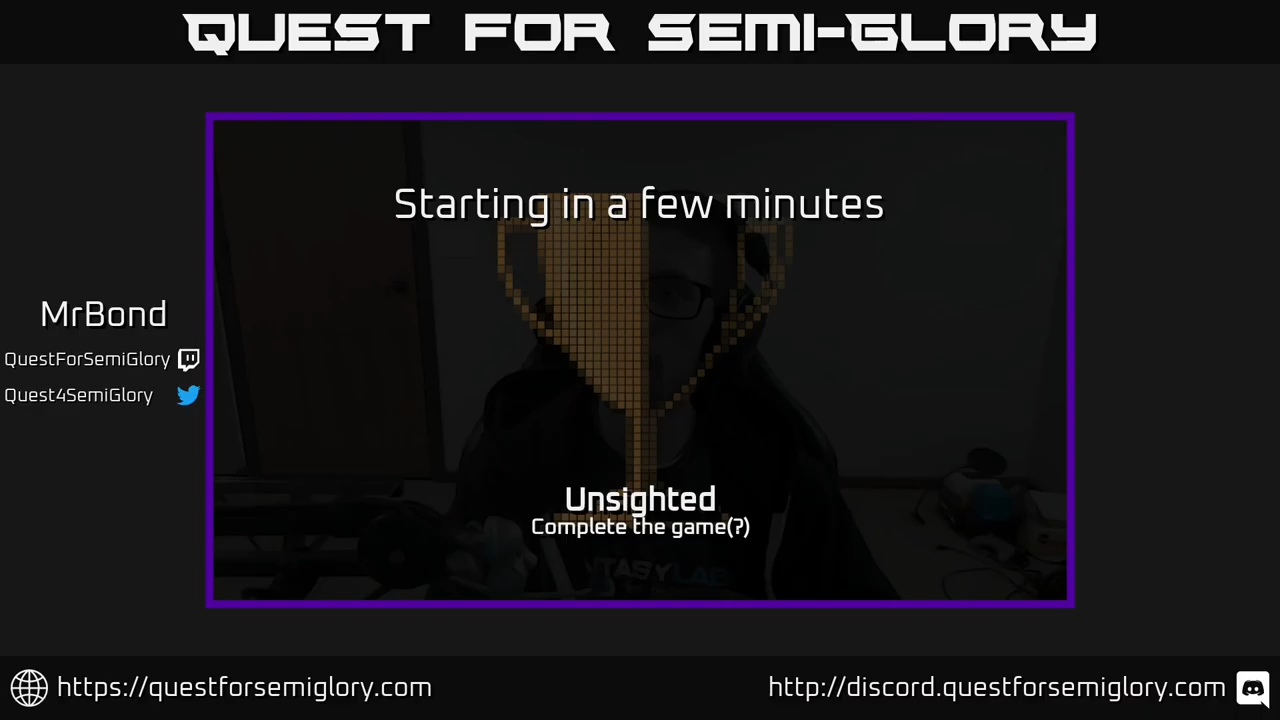 QUEST FOR SEMI-GLORY
Starting in a few minutes
MrBond
QuestForSemiGlory
Quest4SemiGlory
Unsighted
Complete the game(?)
https://questforsemiglory.com
http://discord.questforsemiglory.com